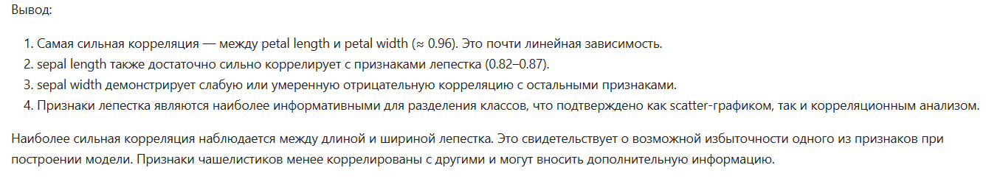 Вывод:
1. Самая сильная корреляция — между petal length и petal width (≈ 0.96). Это почти линейная зависимость.
2. sepal length также достаточно сильно коррелирует с признаками лепестка (0.82–0.87).
3. sepal width демонстрирует слабую или умеренную отрицательную корреляцию с остальными признаками.
4. Признаки лепестка являются наиболее информативными для разделения классов, что подтверждено как scatter-графиком, так и корреляционным анализом.
Наиболее сильная корреляция наблюдается между длиной и шириной лепестка. Это свидетельствует о возможной избыточности одного из признаков при
построении модели. Признаки чашелистиков менее коррелированы с другими и могут вносить дополнительную информацию.